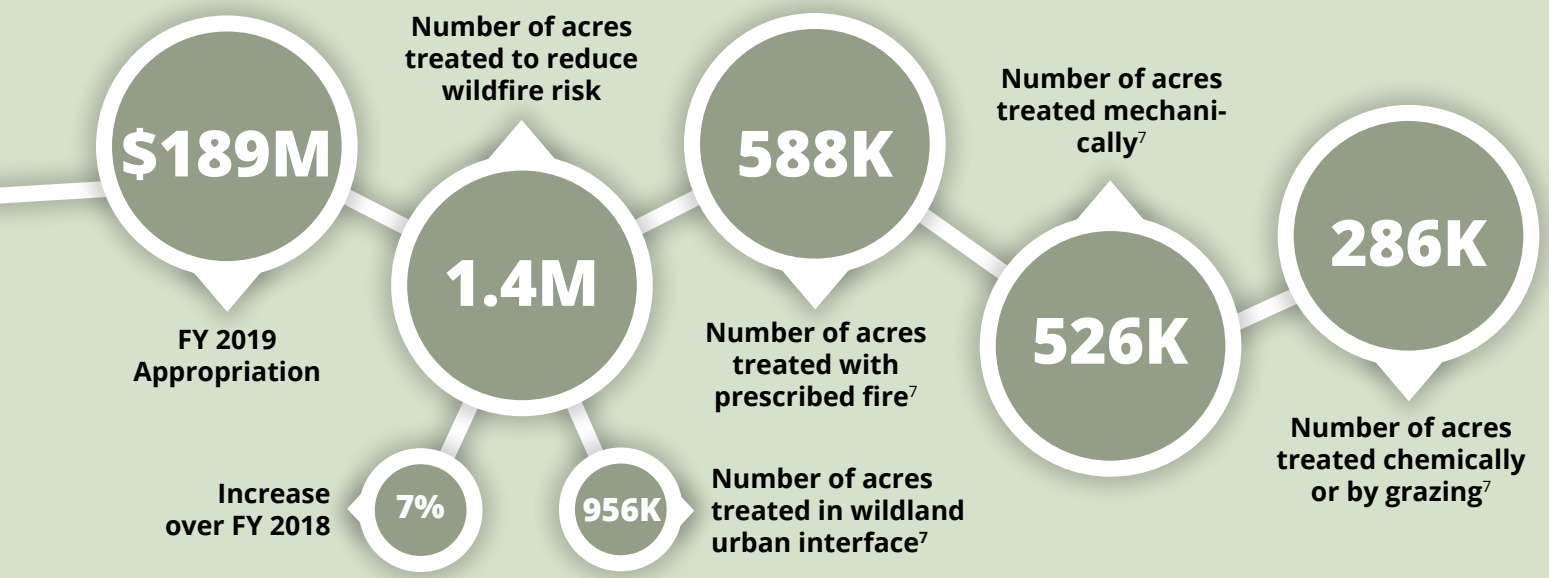 $189M
FY 2019
Appropriation
Number of acres
treated to reduce
wildfire risk
1.4M
7%
Increase
over FY 2018
956K
Number of acres
treated in wildland
urban interface7
588K
Number of acres
treated with
prescribed fire7
Number of acres
treated mechani-
cally7
526K
286K
Number of acres
treated chemically
or by grazing7